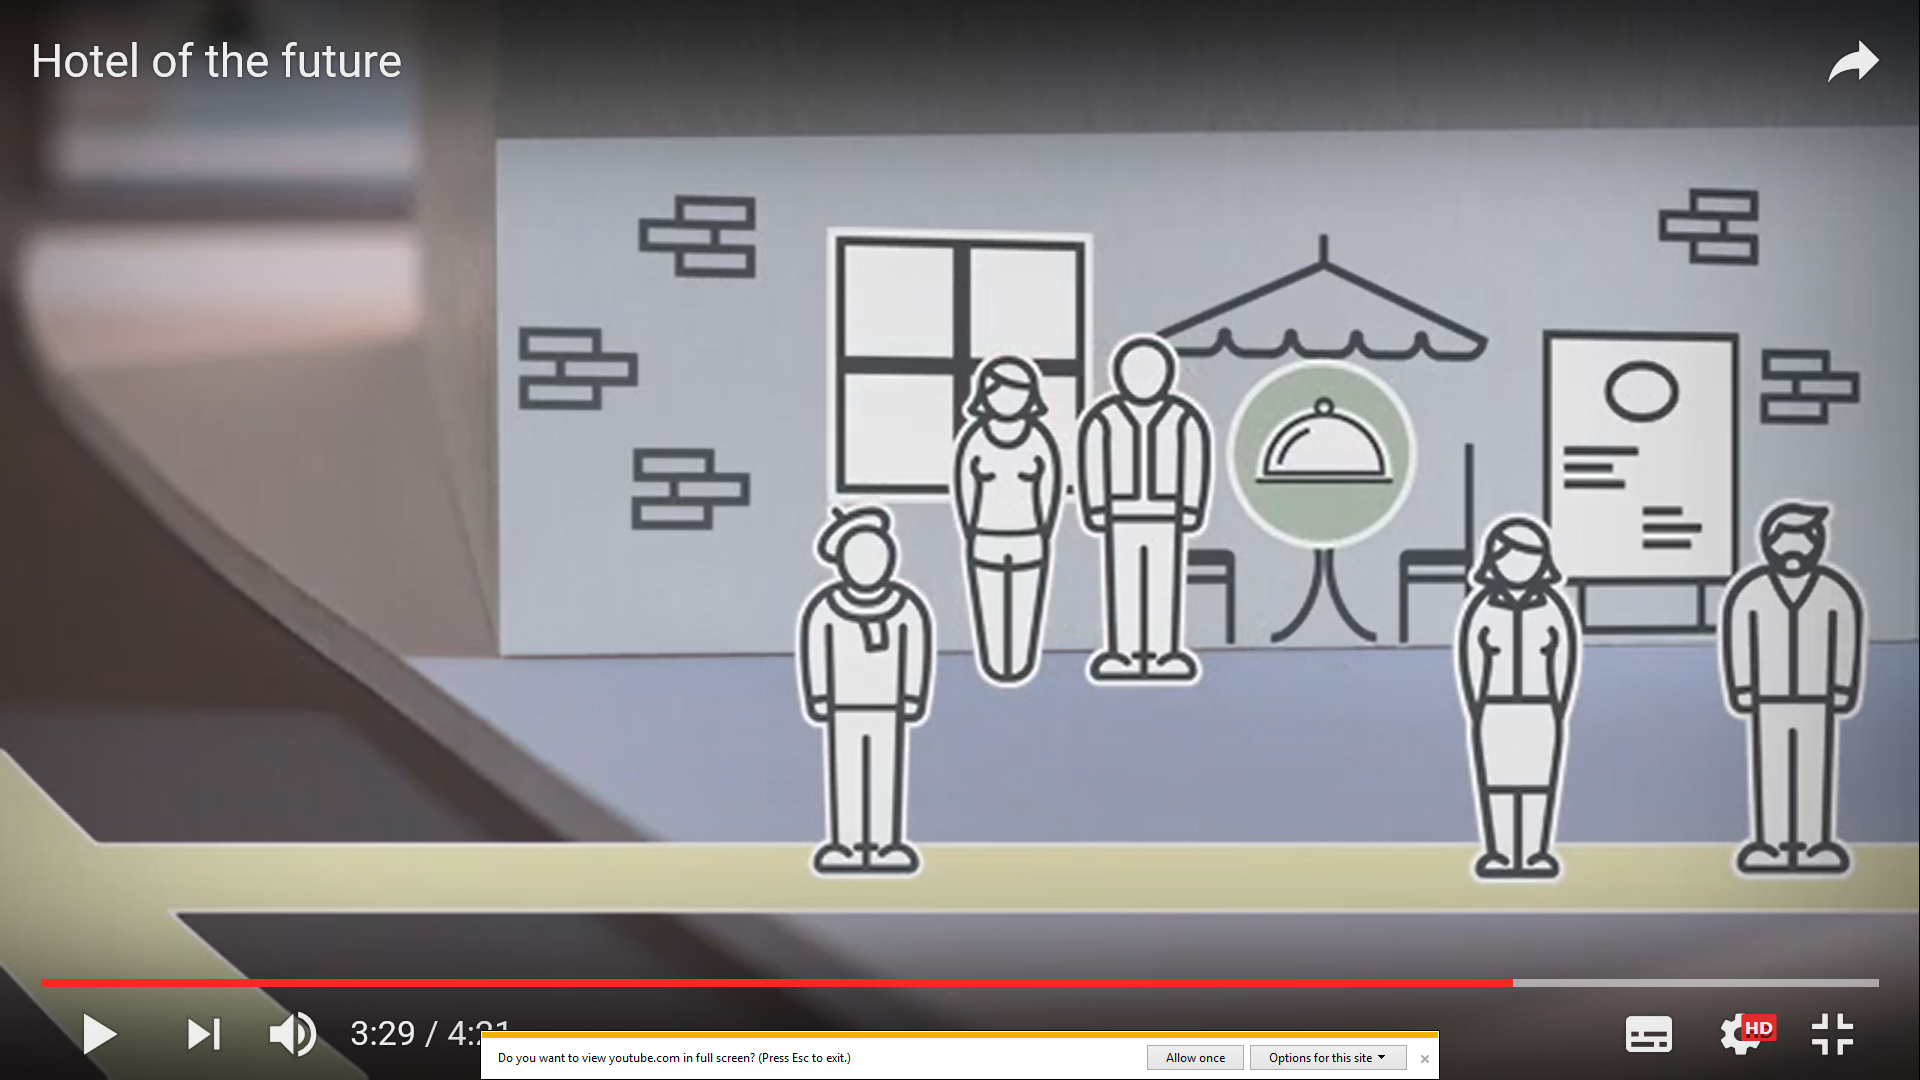 Hotel of the future
HD
3:29 / 4:21
Do you want to view youtube.com in full screen? (Press Esc to exit.)
Allow once
Options for this site